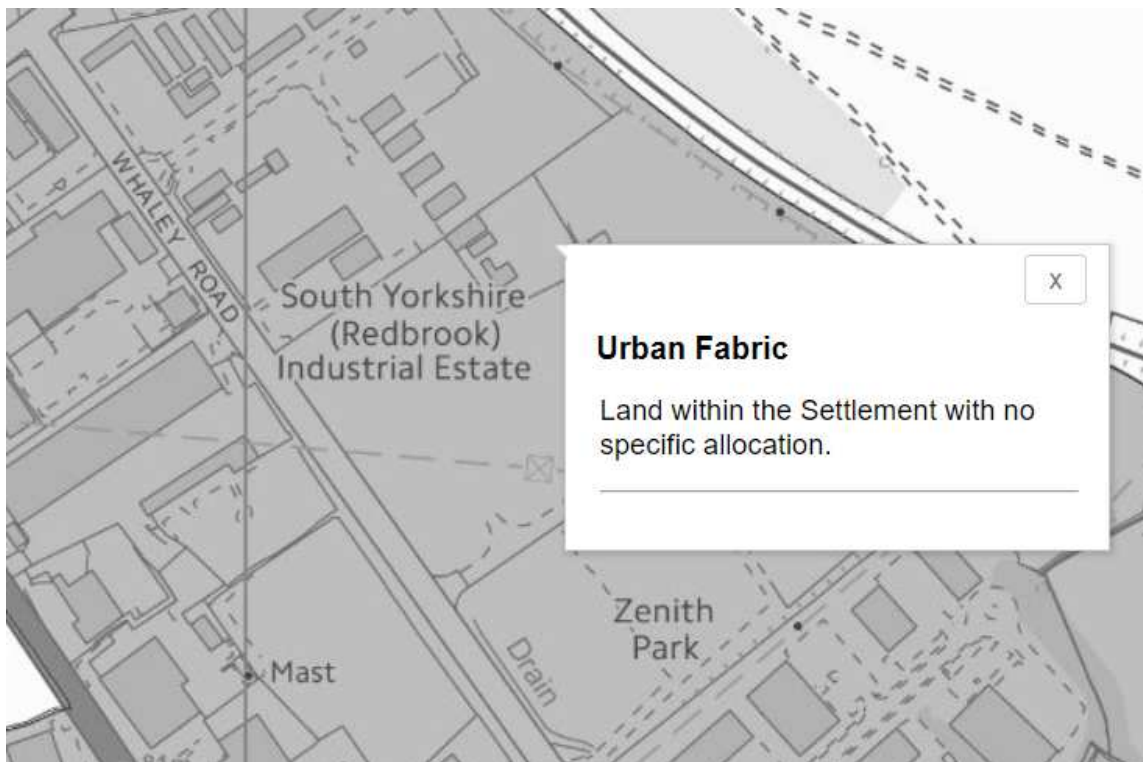 WHALEY ROAD
South Yorkshire
(Redbrook)
Industrial Estate
X
Urban Fabric
Land within the Settlement with no
specific allocation.
Zenith
Park
Drain
Mast